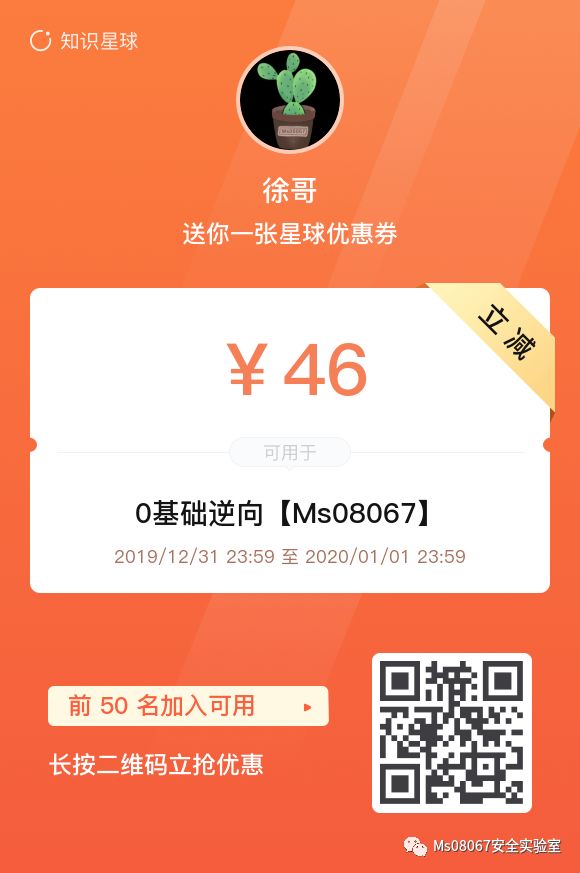 知识星球
/Ms08067/
徐哥
送你一张星球优惠券
立减
￥46
可用于
0基础逆向【Ms08067】
2019/12/31 23:59 至 2020/01/01 23:59
前 50 名加入可用
长按二维码立抢优惠
Ms08067安全实验室